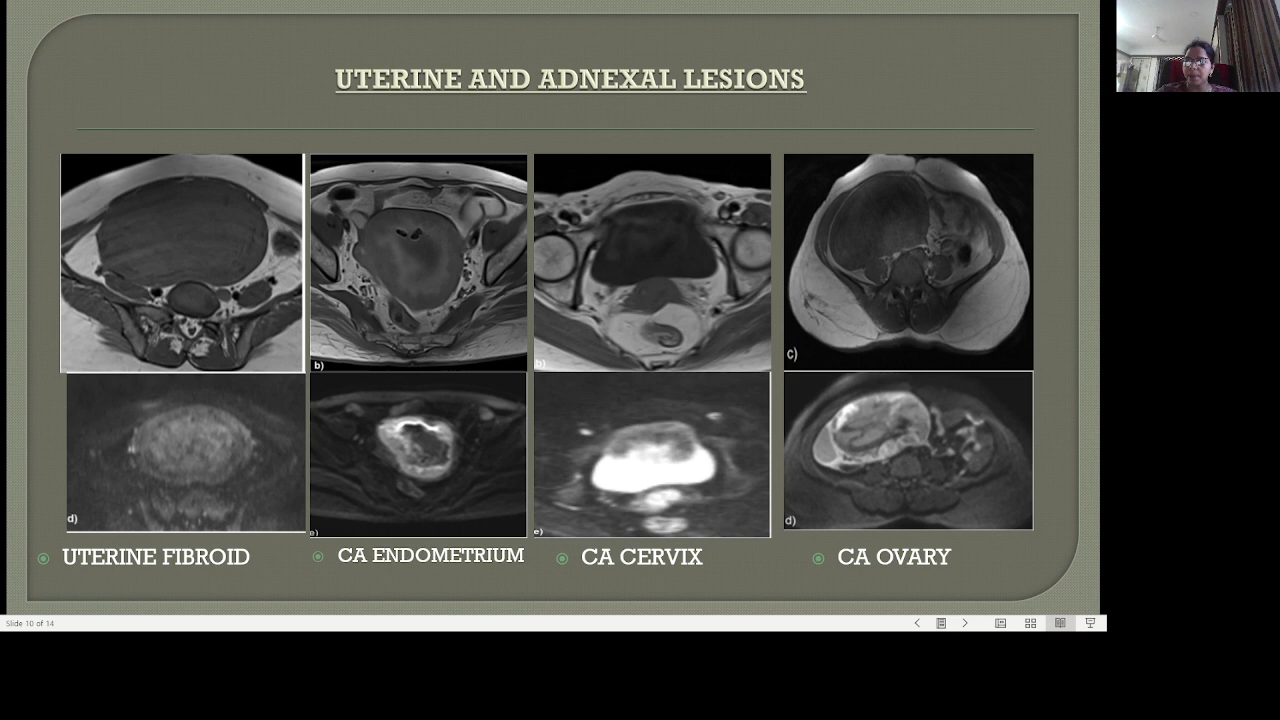 UTERINE AND ADNEXAL LESIONS
b)
b)
c)
d)
e)
e)
d)
UTERINE FIBROID
CA ENDOMETRIUM
CA CERVIX
CA OVARY
Slide 10 of 14